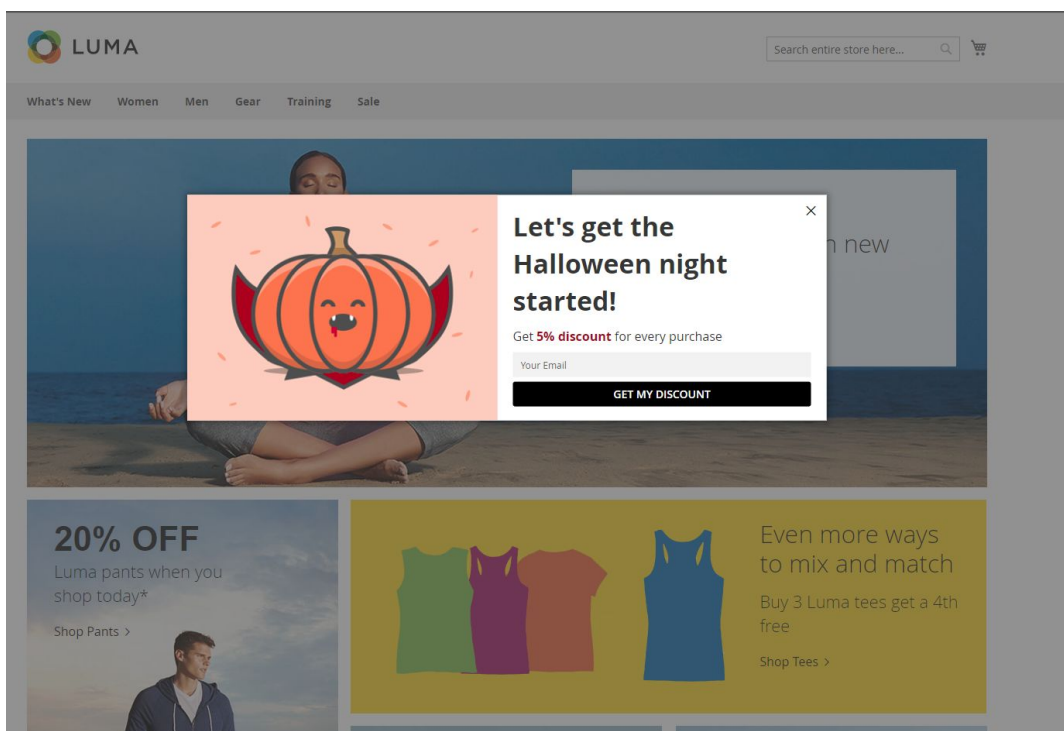 LUMA
Search entire store here...
What's New Women Men Gear Training Sale
new
Let's get the
Halloween night
started!
Get 5% discount for every purchase
Your Email
GET MY DISCOUNT
20% OFF
Luma pants when you
shop today*
Shop Pants >
Even more ways
to mix and match
Buy 3 Luma tees get a 4th
free
Shop Tees >